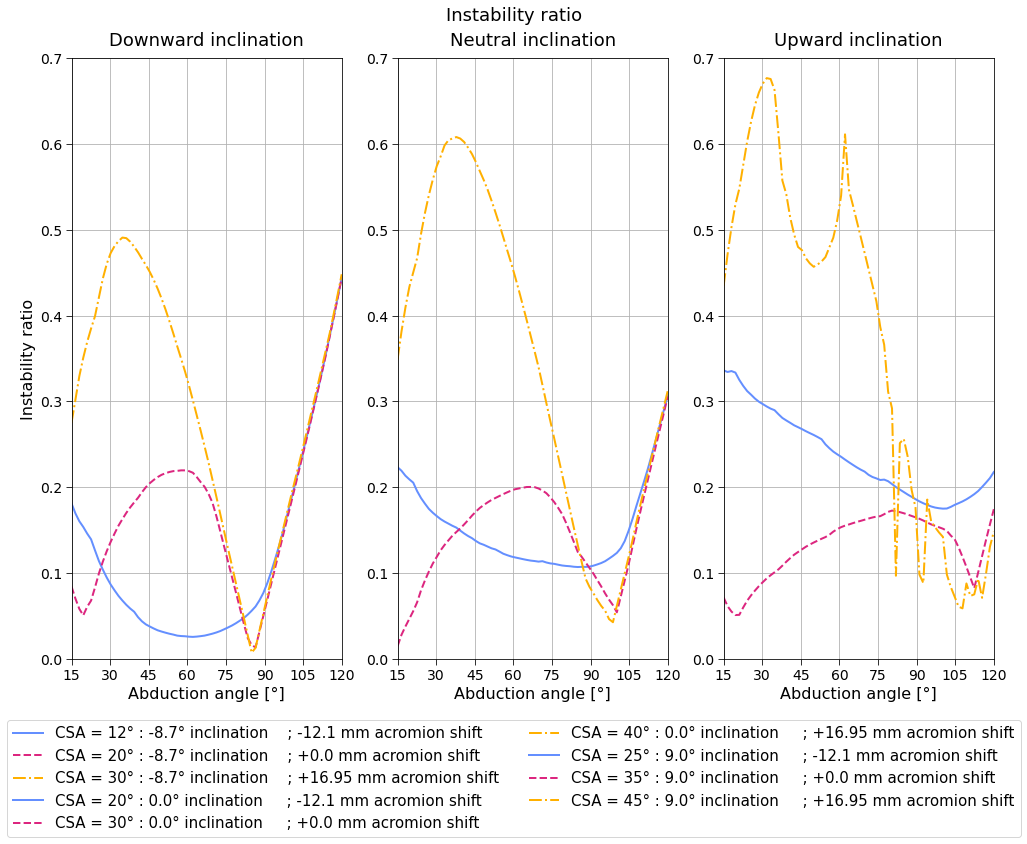 Instability ratio
Downward inclination
Neutral inclination
Upward inclination
Instability ratio
0.7
0.6
0.5
0.4
0.3
0.2
0.1
0.0
15 30 45 60 75 90 105 120
Abduction angle [°]
0.7
0.6
0.5
0.4
0.3
0.2
0.1
0.0
15 30 45 60 75 90 105 120
Abduction angle [°]
0.7
0.6
0.5
0.4
0.3
0.2
0.1
0.0
15 30 45 60 75 90 105 120
Abduction angle [°]
CSA = 12° : -8.7° inclination ; -12.1 mm acromion shift
CSA = 20° : -8.7° inclination ; +0.0 mm acromion shift
CSA = 30° : -8.7° inclination ; +16.95 mm acromion shift
CSA = 20° : 0.0° inclination ; -12.1 mm acromion shift
CSA = 30° : 0.0° inclination ; +0.0 mm acromion shift
CSA = 40° : 0.0° inclination ; +16.95 mm acromion shift
CSA = 25° : 9.0° inclination ; -12.1 mm acromion shift
CSA = 35° : 9.0° inclination ; +0.0 mm acromion shift
CSA = 45° : 9.0° inclination ; +16.95 mm acromion shift